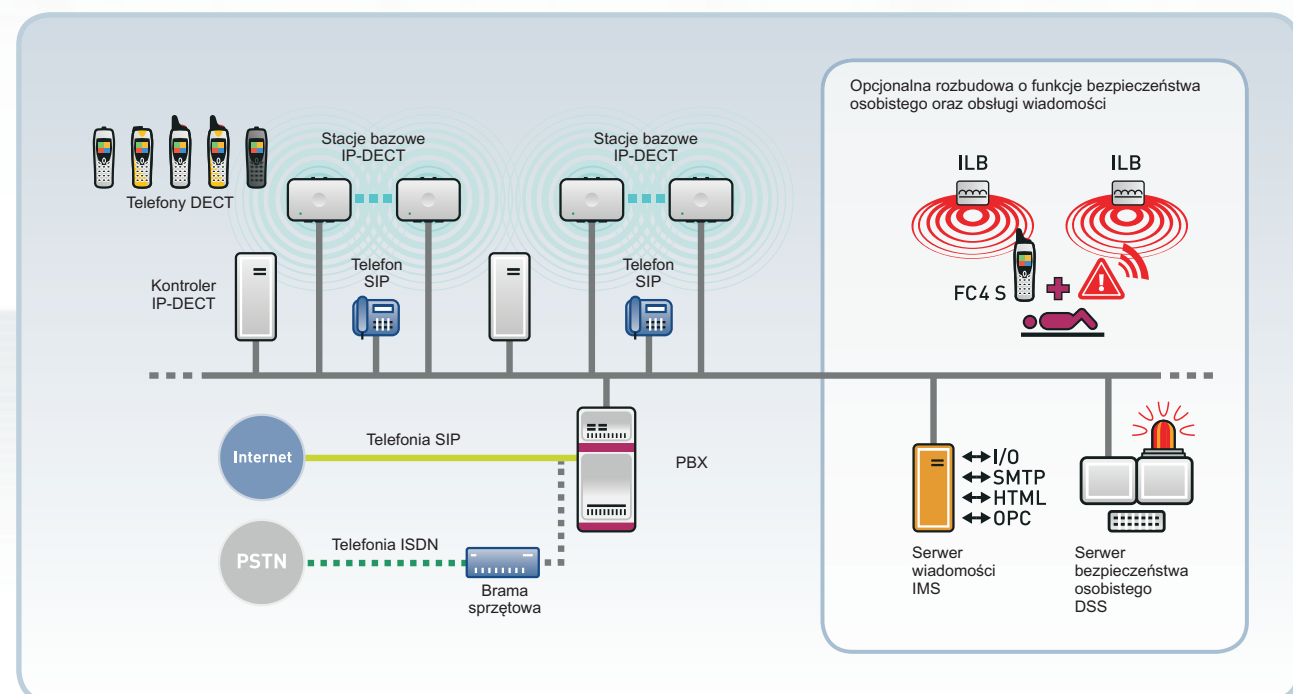 Opcjonalna rozbudowa o funkcje bezpieczeństwa
osobistego oraz obsługi wiadomości
Stacje bazowe
IP-DECT
Stacje bazowe
IP-DECT
Telefony DECT
ILB
ILB
Kontroler
IP-DECT
Telefon
SIP
Telefon
SIP
FC4 S
Internet
Telefonia SIP
PBX
I/O
SMTP
HTML
OPC
PSTN
Telefonia ISDN
Brama
sprzętowa
Serwer
wiadomości
IMS
Serwer
bezpieczeństwa
osobistego
DSS